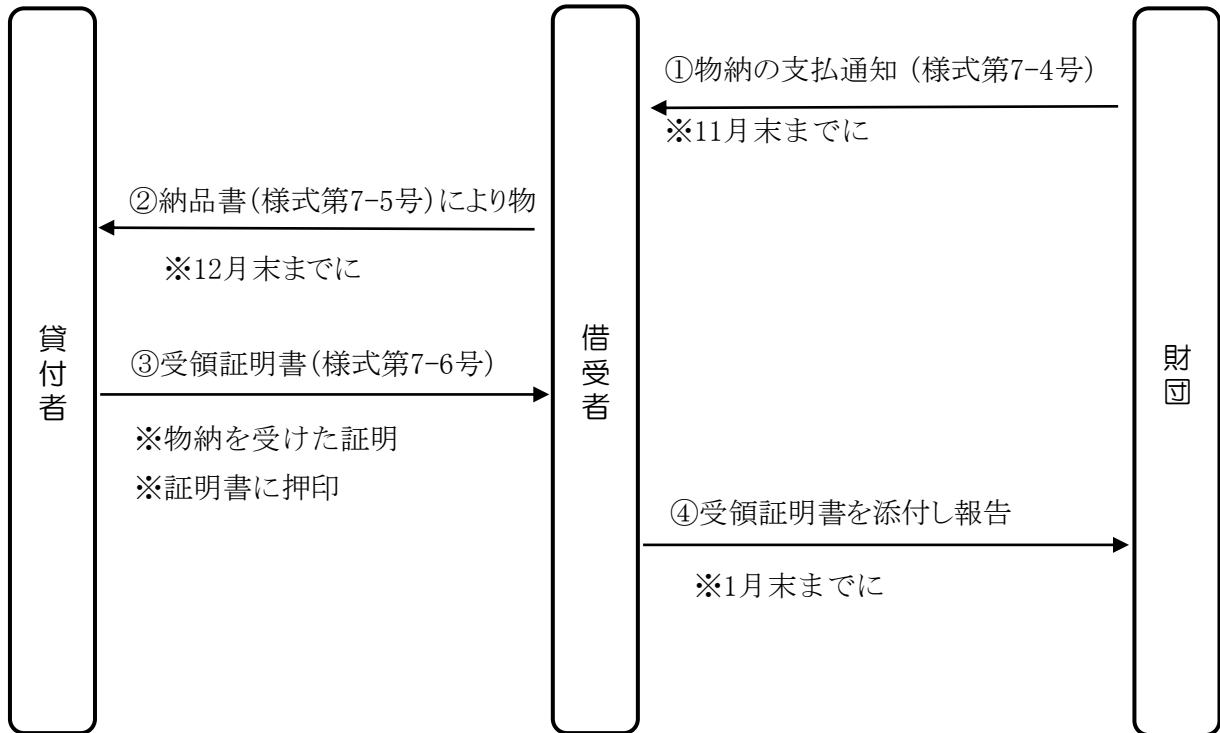 ①物納の支払通知（様式第7-4号）
※11月末までに
②納品書（様式第7-5号）により物
※12月末までに
貸付者
借受者
財団
③受領証明書（様式第7-6号）
※物納を受けた証明
※証明書に押印
④受領証明書を添付し報告
※1月末までに